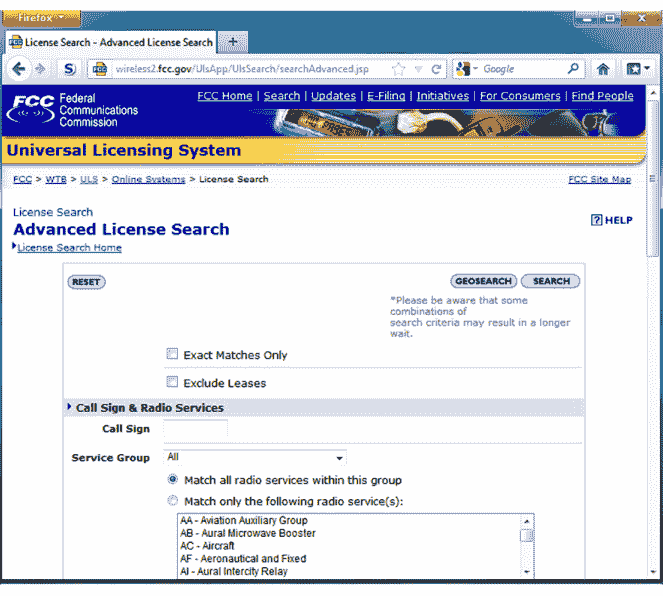 Firefox
License Search - Advanced License Search
wireless2.fcc.gov/UlsApp/UlsSearch/searchAdvanced.jsp
Google
FCC Federal Communications Commission
FCC Home | Search | Updates | E-Filing | Initiatives | For Consumers | Find People
Universal Licensing System
FCC > WTB > ULS > Online Systems > License Search
FCC Site Map
License Search
Advanced License Search
? HELP
License Search Home
RESET
GEOSEARCH
SEARCH
*Please be aware that some
combinations of
search criteria may result in a longer
wait.
Exact Matches Only
Exclude Leases
Call Sign & Radio Services
Call Sign
Service Group All
Match all radio services within this group
Match only the following radio service(s):
AA - Aviation Auxiliary Group
AB - Aural Microwave Booster
AC - Aircraft
AF - Aeronautical and Fixed
AI - Aural Intercity Relay